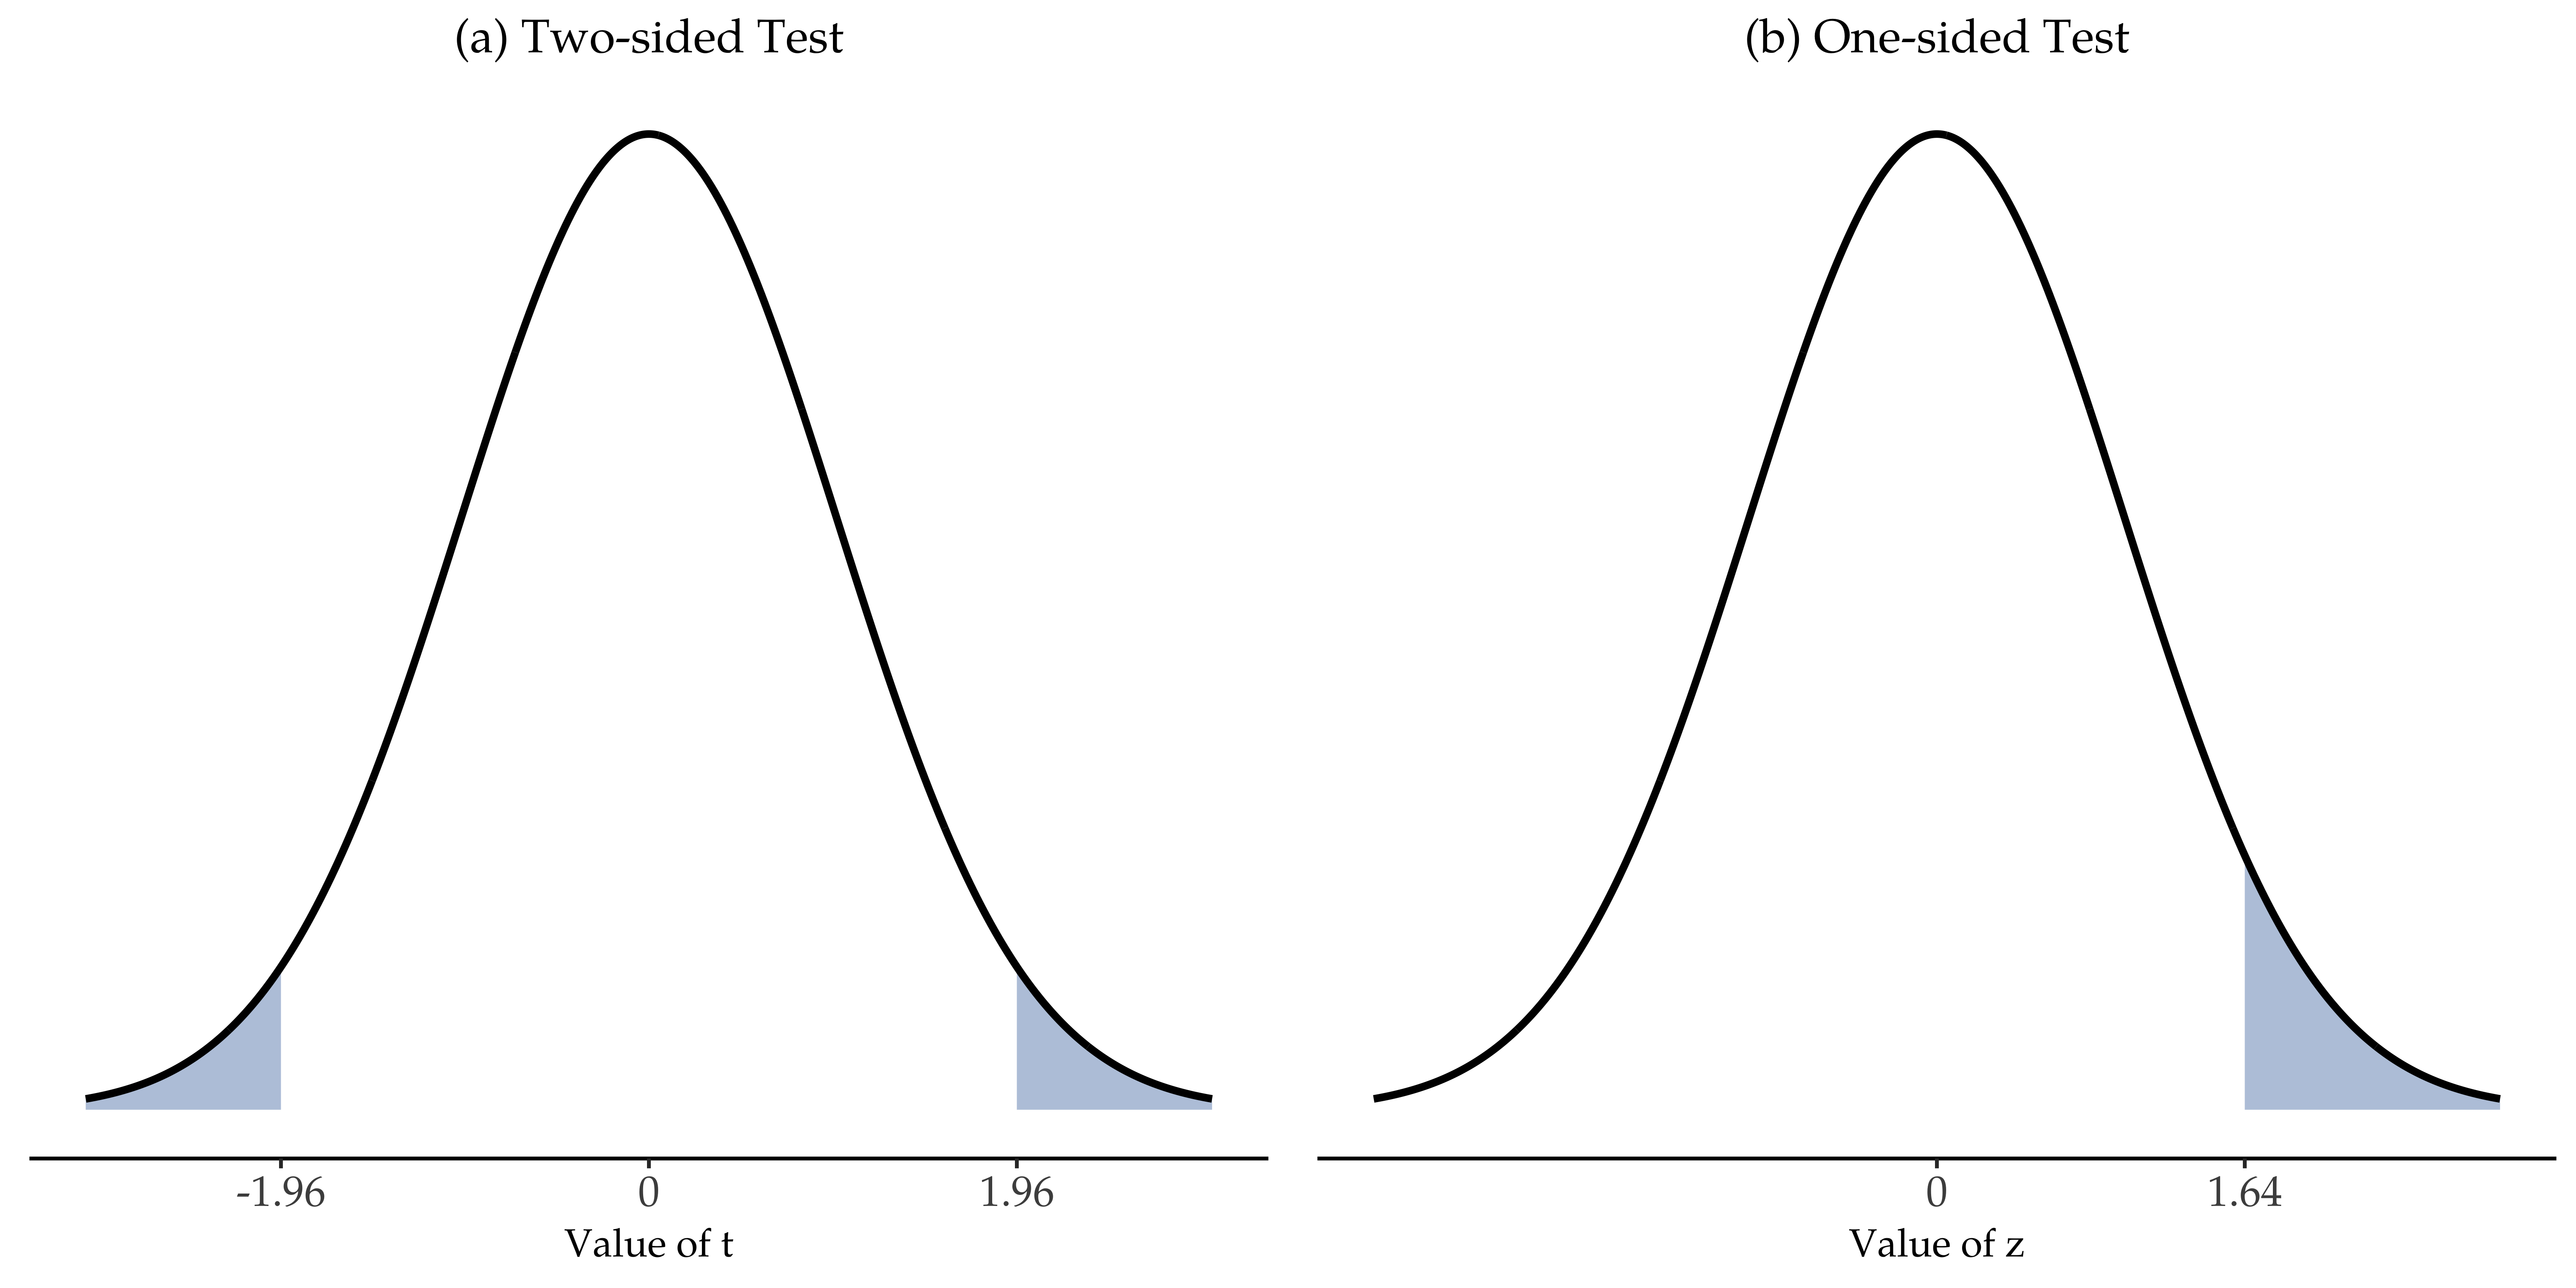 (a) Two-sided Test
-1.96 0 1.96
Value of t
(b) One-sided Test
0 1.64
Value of z